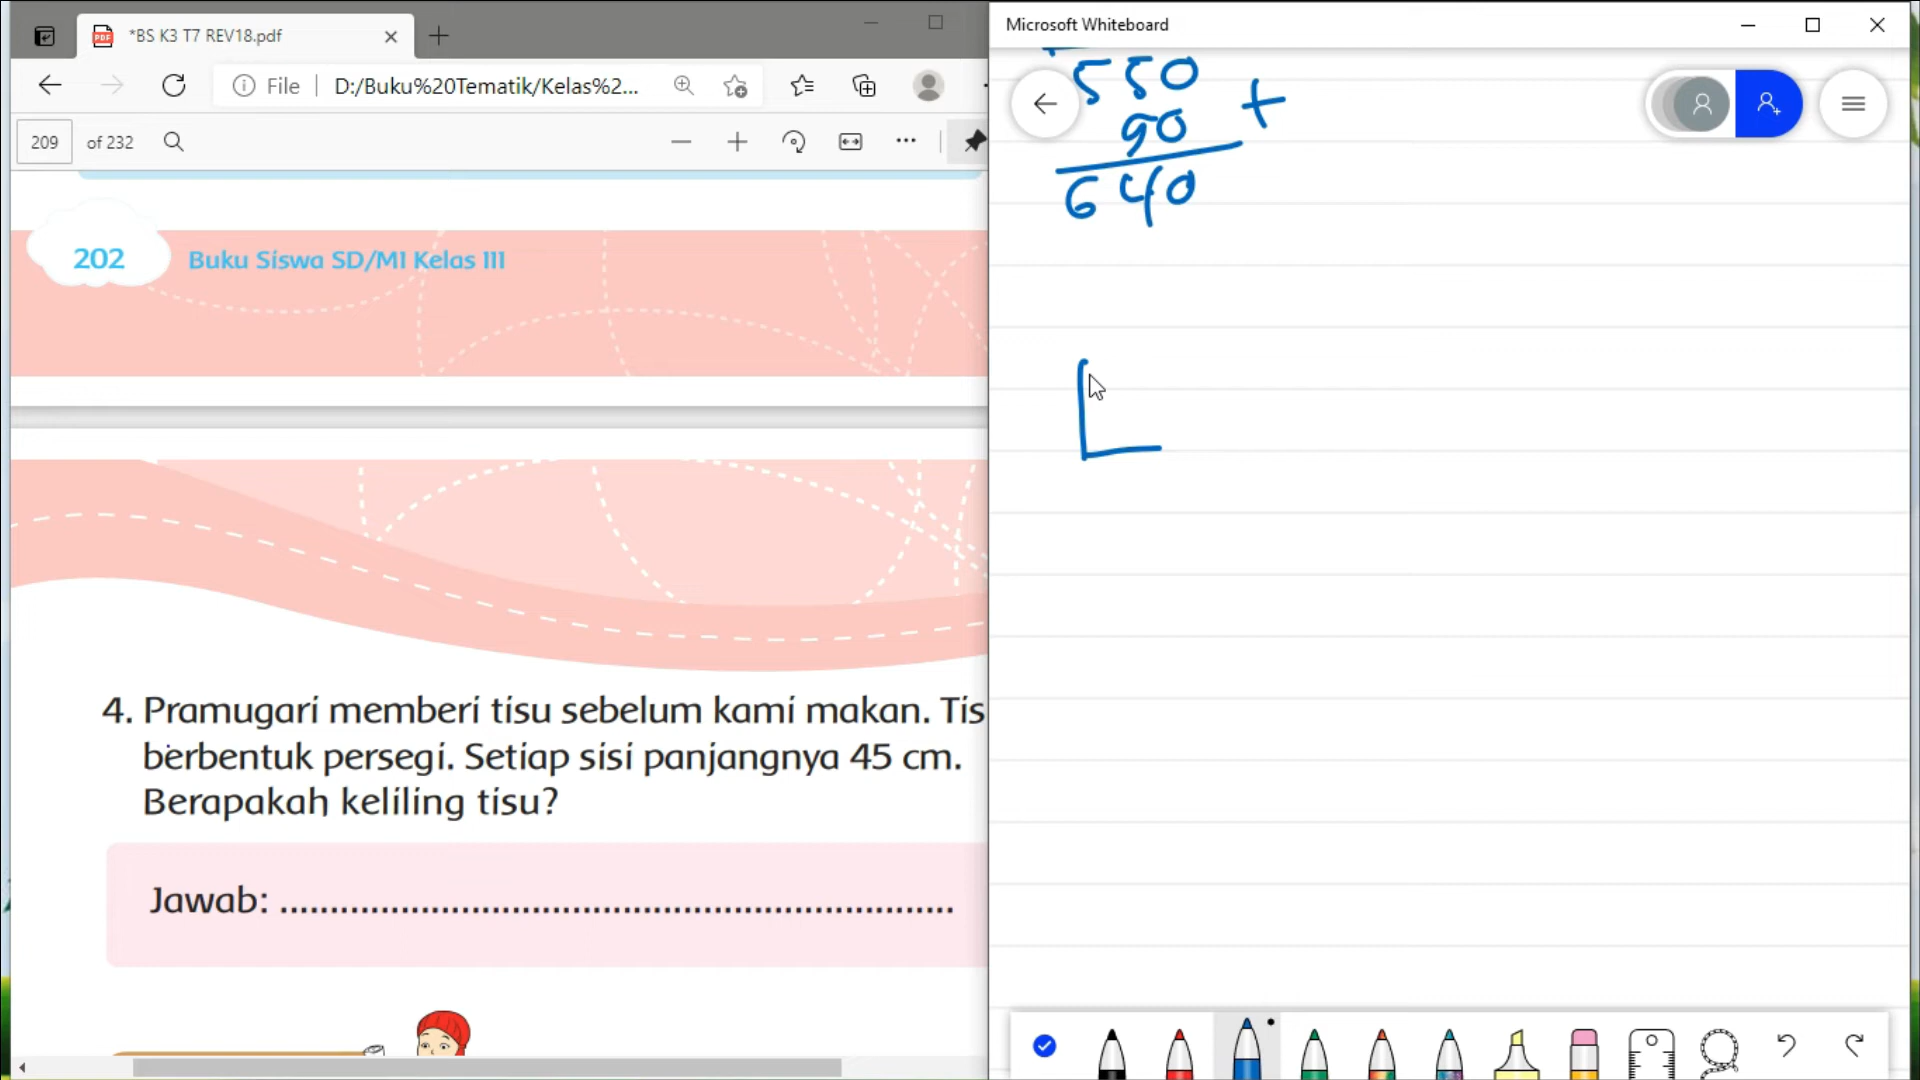 *BS K3 T7 REV18.pdf
File
D:/Buku%20Tematik/Kelas%2...
209 of 232
202 Buku Siswa SD/MI Kelas III
4. Pramugari memberi tisu sebelum kami makan. Tis
berbentuk persegi. Setiap sisi panjangnya 45 cm.
Berapakah keliling tisu?
Jawab: ....................................................................
Microsoft Whiteboard
550
90 +
640